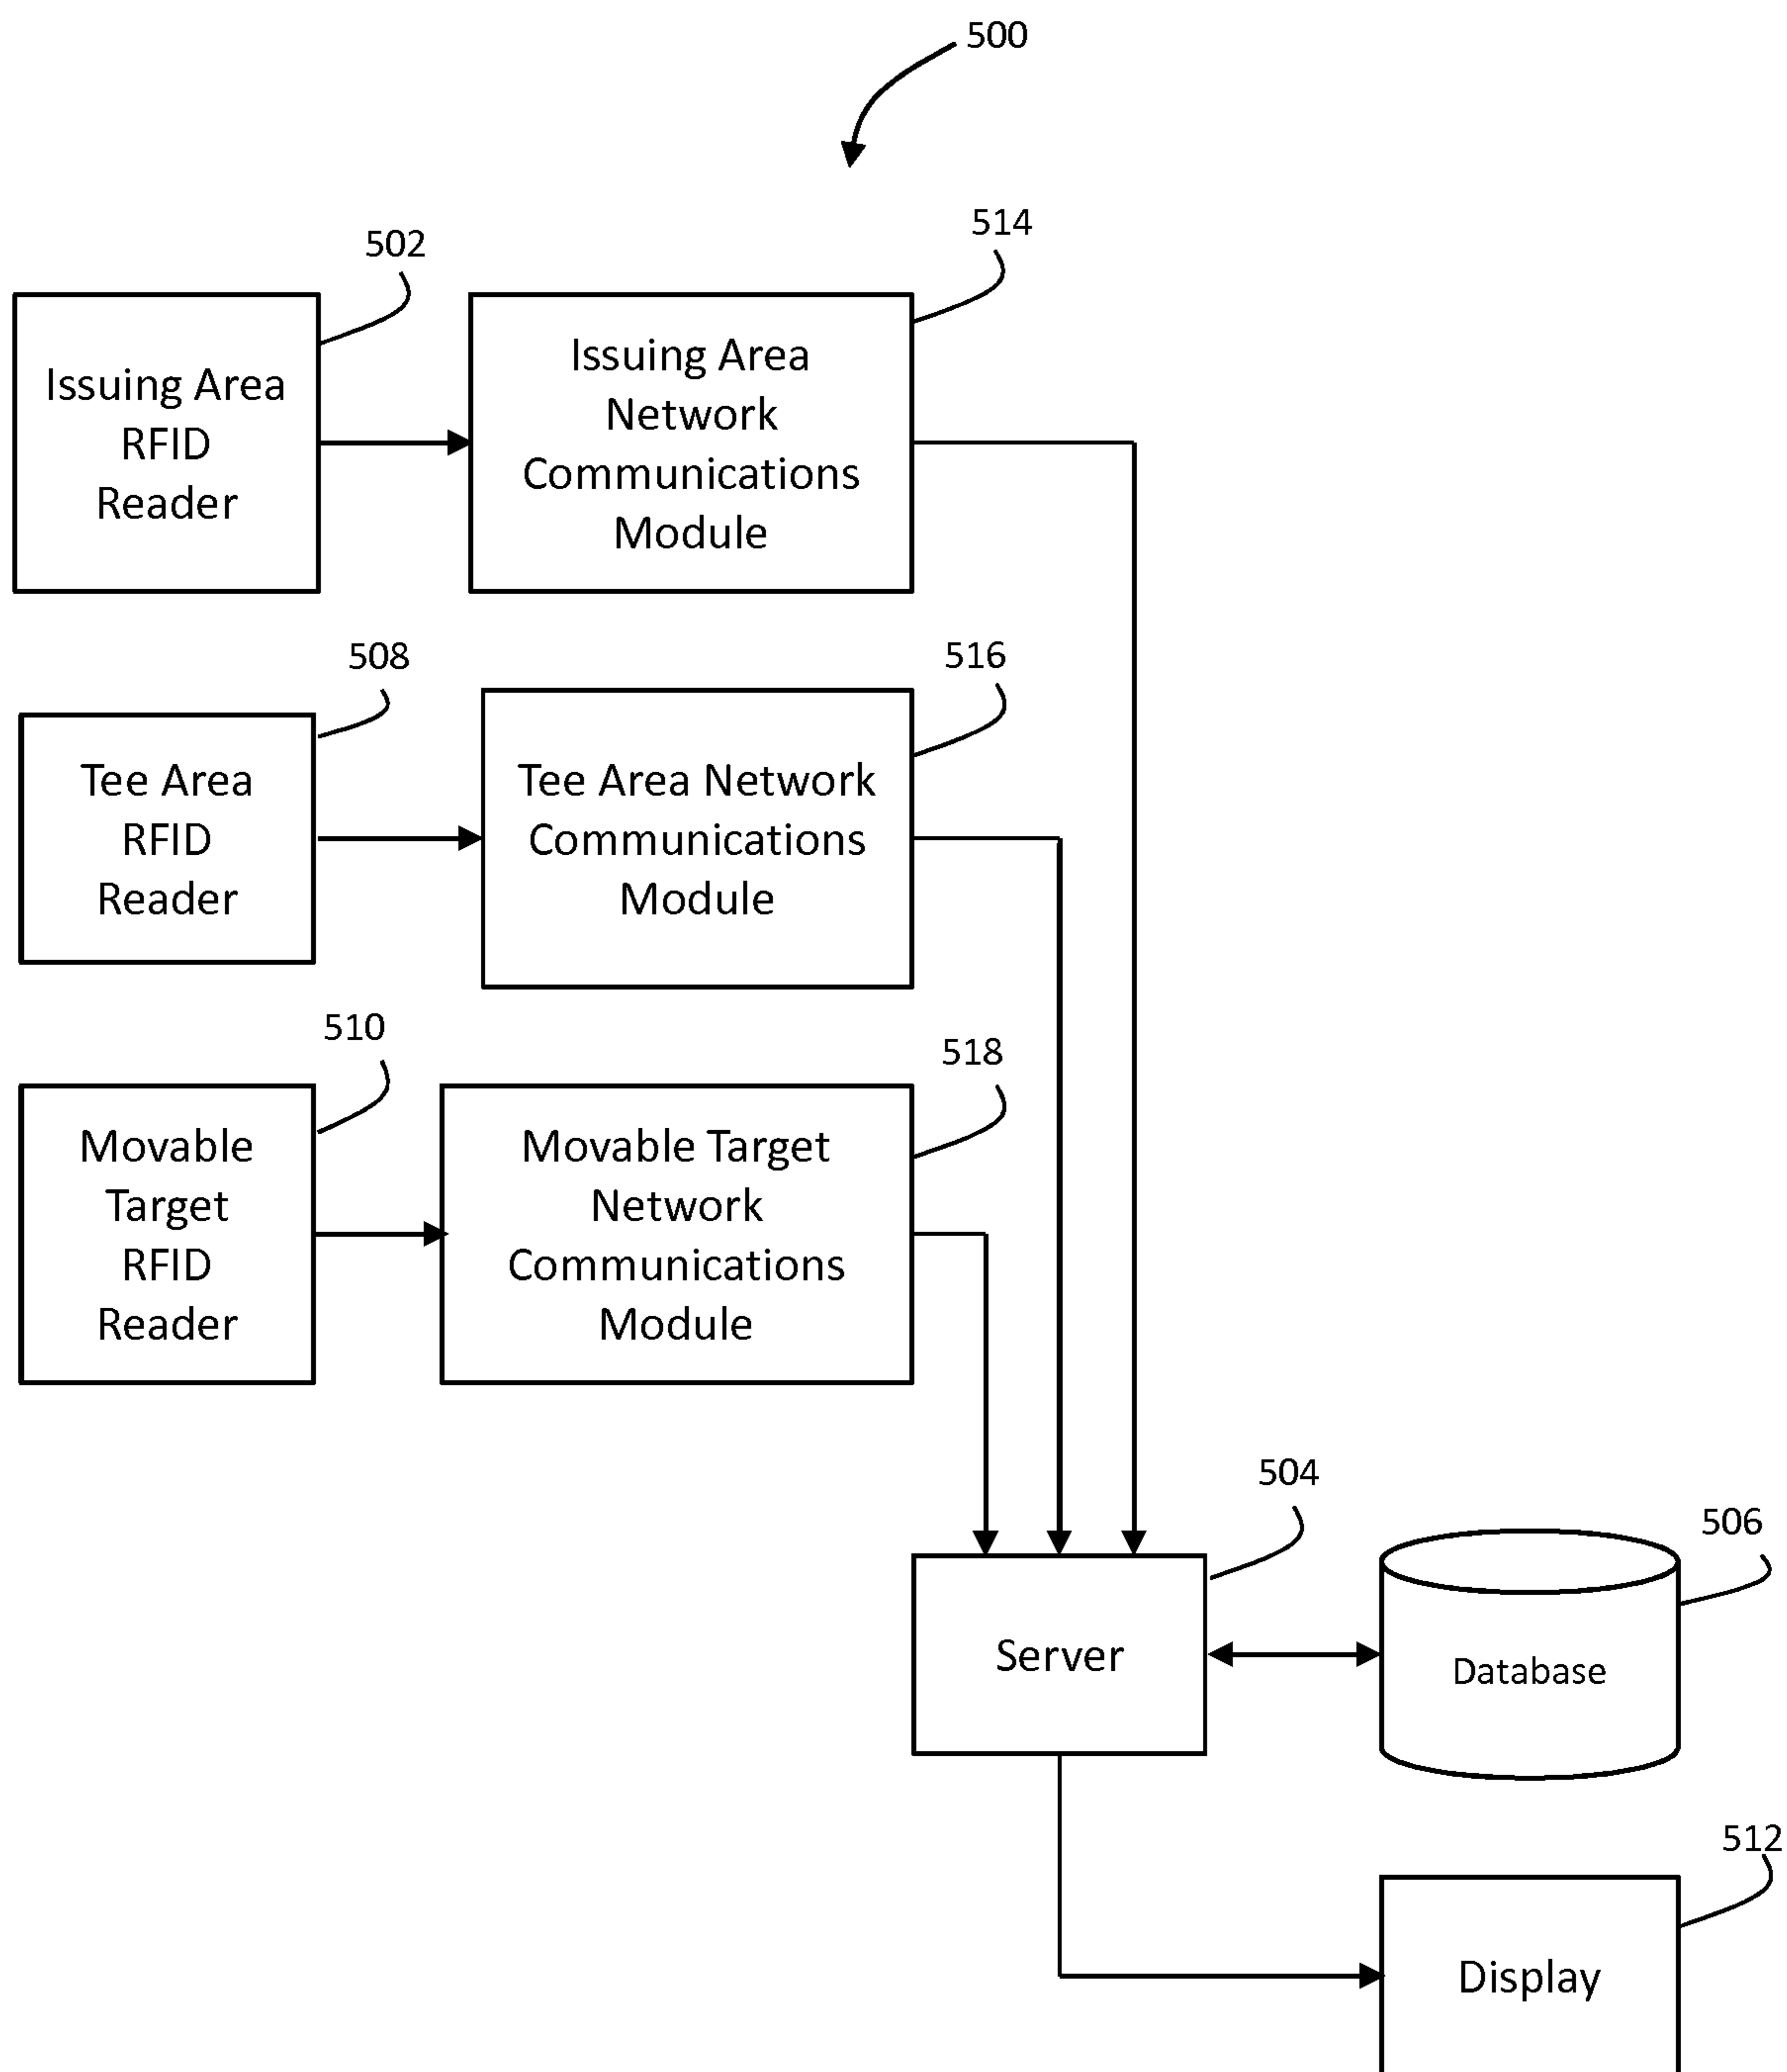 500
502
514
Issuing Area
RFID
Reader
Issuing Area
Network
Communications
Module
508
516
Tee Area
RFID
Reader
Tee Area Network
Communications
Module
510
518
Movable
Target
RFID
Reader
Movable Target
Network
Communications
Module
504
506
Server
Database
512
Display